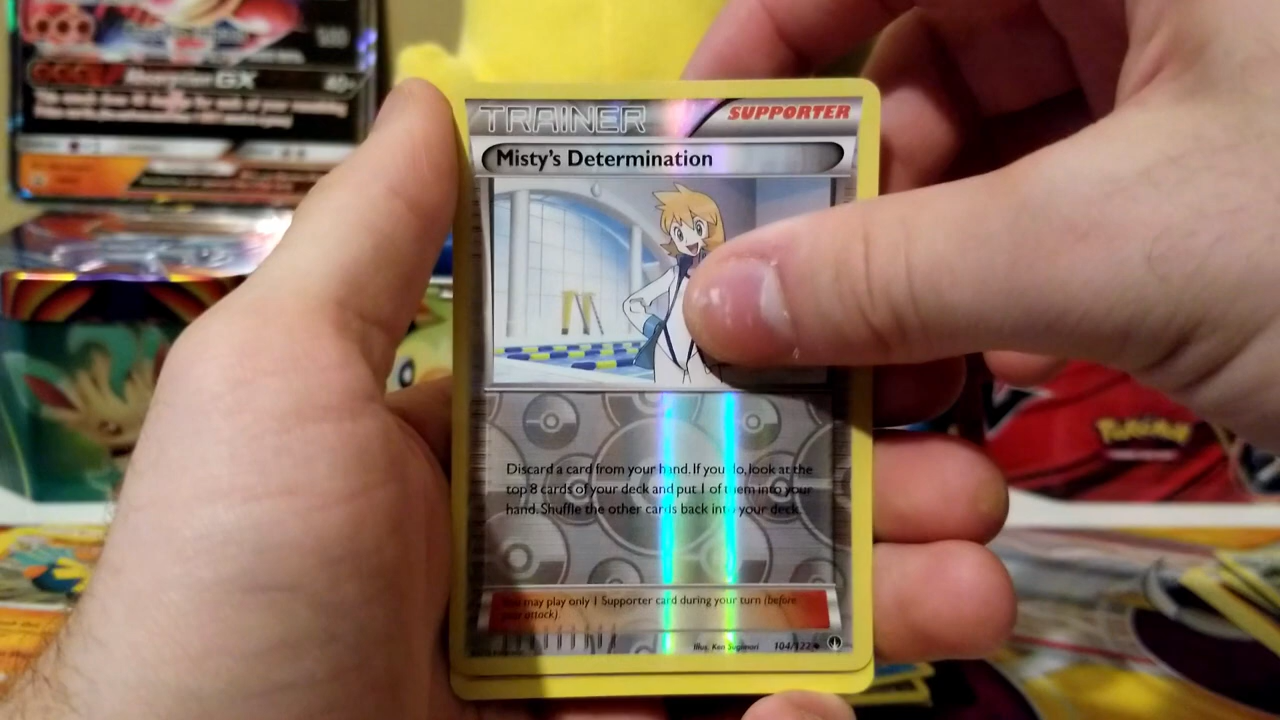 GX
TRAINER
SUPPORTER
Misty's Determination
Discard a card from your hand. If you do, look at the
top 8 cards of your deck and put 1 of them into your
hand. Shuffle the other cards back into your deck.
You may play only 1 Supporter card during your turn (before
your attack).
Illus. Ken Sugimori
104/122
Pokémon